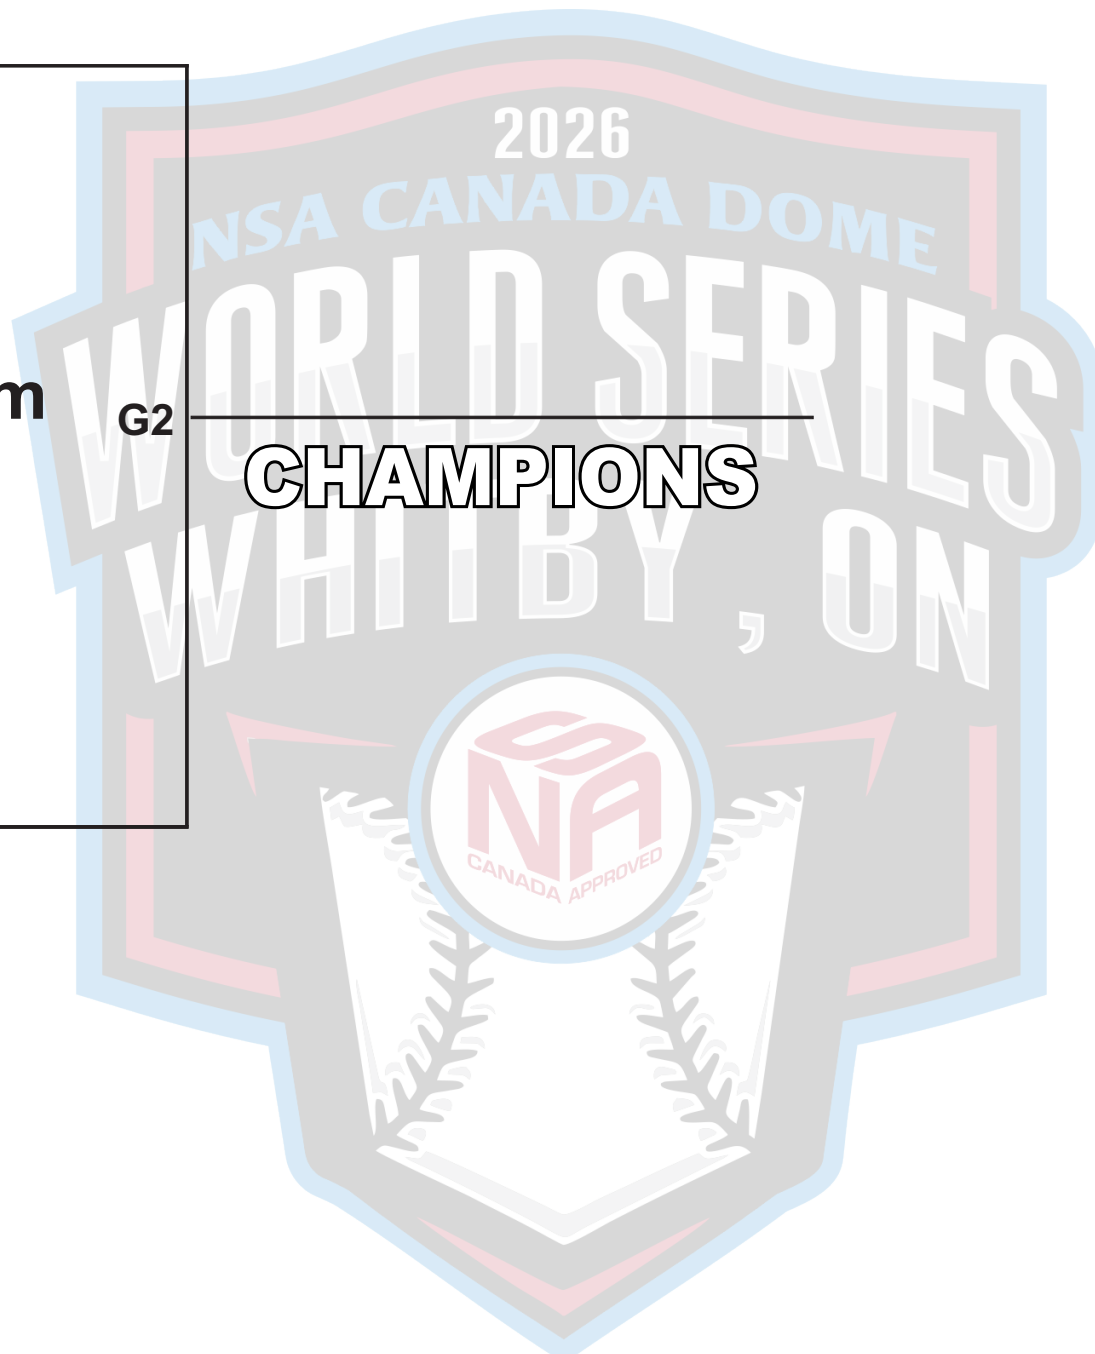 2026
NSA CANADA DOME
WORLD SERIES
m
G2
CHAMPIONS
WHITBY, ON
NSA
CANADA APPROVED